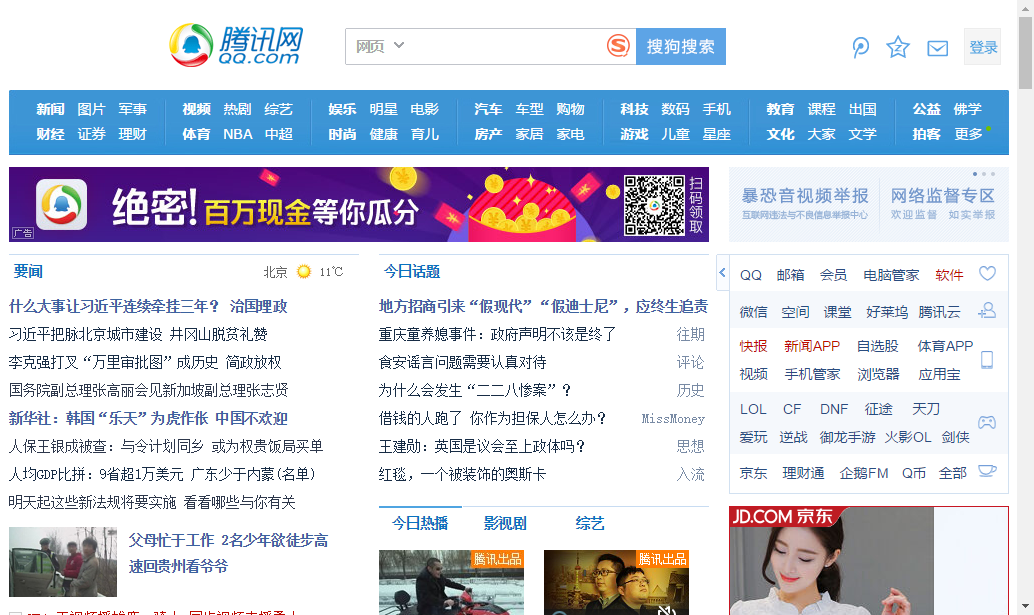 腾讯网
QQ.com
网页
搜狗搜索
登录
新闻 图片 军事
财经 证券 理财
视频 热剧 综艺
体育 NBA 中超
娱乐 明星 电影
时尚 健康 育儿
汽车 车型 购物
房产 家居 家电
科技 数码 手机
游戏 儿童 星座
教育 课程 出国
文化 大家 文学
公益 佛学
拍客 更多
绝密!百万现金等你瓜分
扫码领取
广告
暴恐音视频举报
互联网违法与不良信息举报中心
网络监督专区
欢迎监督 如实举报
要闻
北京 11℃
什么大事让习近平连续牵挂三年？ 治国理政
习近平把脉北京城市建设 井冈山脱贫礼赞
李克强打叉“万里审批图”成历史 简政放权
国务院副总理张高丽会见新加坡副总理张志贤
新华社：韩国“乐天”为虎作伥 中国不欢迎
人保王银成被查：与令计划同乡 或为权贵饭局买单
人均GDP比拼：9省超1万美元 广东少于内蒙(名单)
明天起这些新法规将要实施 看看哪些与你有关
父母忙于工作 2名少年欲徒步高速回贵州看爷爷
今日话题
地方招商引来“假现代”“假迪士尼”，应终生追责
重庆童养媳事件：政府声明不该是终了 往期
食安谣言问题需要认真对待 评论
为什么会发生“二二八惨案”？ 历史
借钱的人跑了 你作为担保人怎么办？ MissMoney
王建勋：英国是议会至上政体吗？ 思想
红毯，一个被装饰的奥斯卡 入流
今日热播 影视剧 综艺
腾讯出品
腾讯出品
QQ 邮箱 会员 电脑管家 软件
微信 空间 课堂 好莱坞 腾讯云
快报 新闻APP 自选股 体育APP
视频 手机管家 浏览器 应用宝
LOL CF DNF 征途 天刀
爱玩 逆战 御龙手游 火影OL 剑侠
京东 理财通 企鹅FM Q币 全部
JD.COM 京东